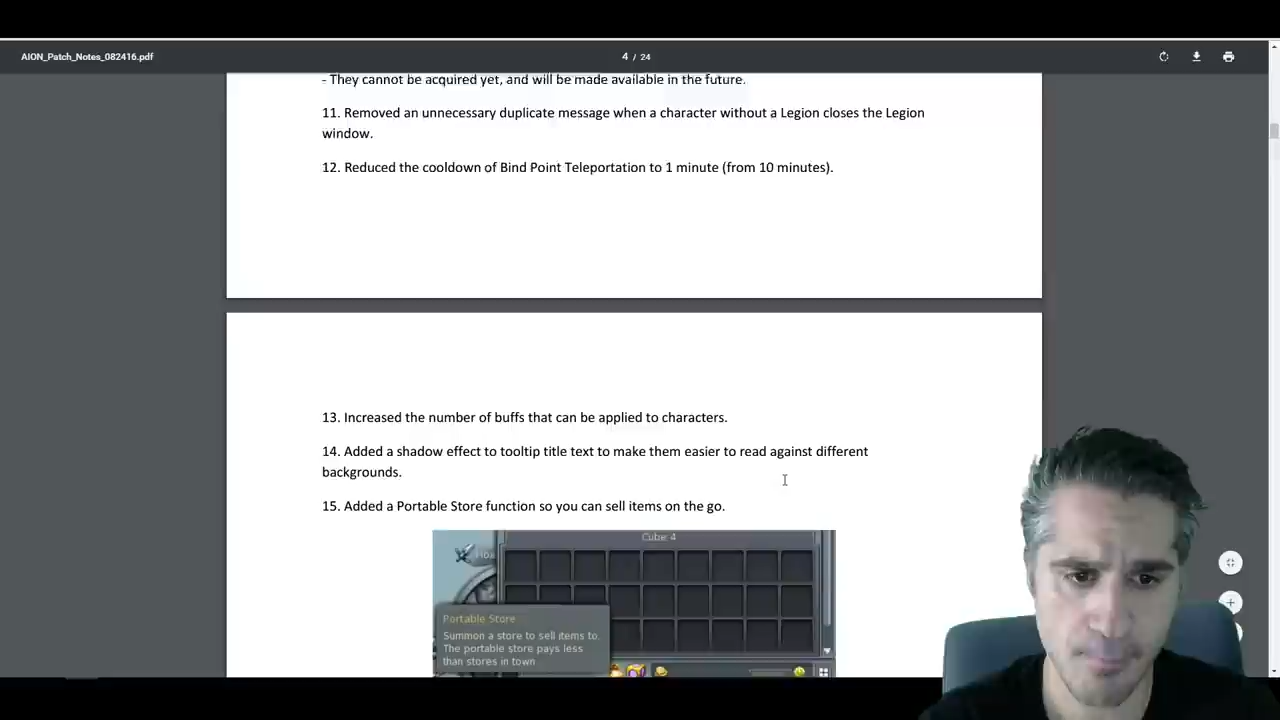 AION_Patch_Notes_082416.pdf
4 / 24
- They cannot be acquired yet, and will be made available in the future.
11. Removed an unnecessary duplicate message when a character without a Legion closes the Legion
window.
12. Reduced the cooldown of Bind Point Teleportation to 1 minute (from 10 minutes).
13. Increased the number of buffs that can be applied to characters.
14. Added a shadow effect to tooltip title text to make them easier to read against different
backgrounds.
15. Added a Portable Store function so you can sell items on the go.
Cube 4
Portable Store
Summon a store to sell items to.
The portable store pays less
than stores in town